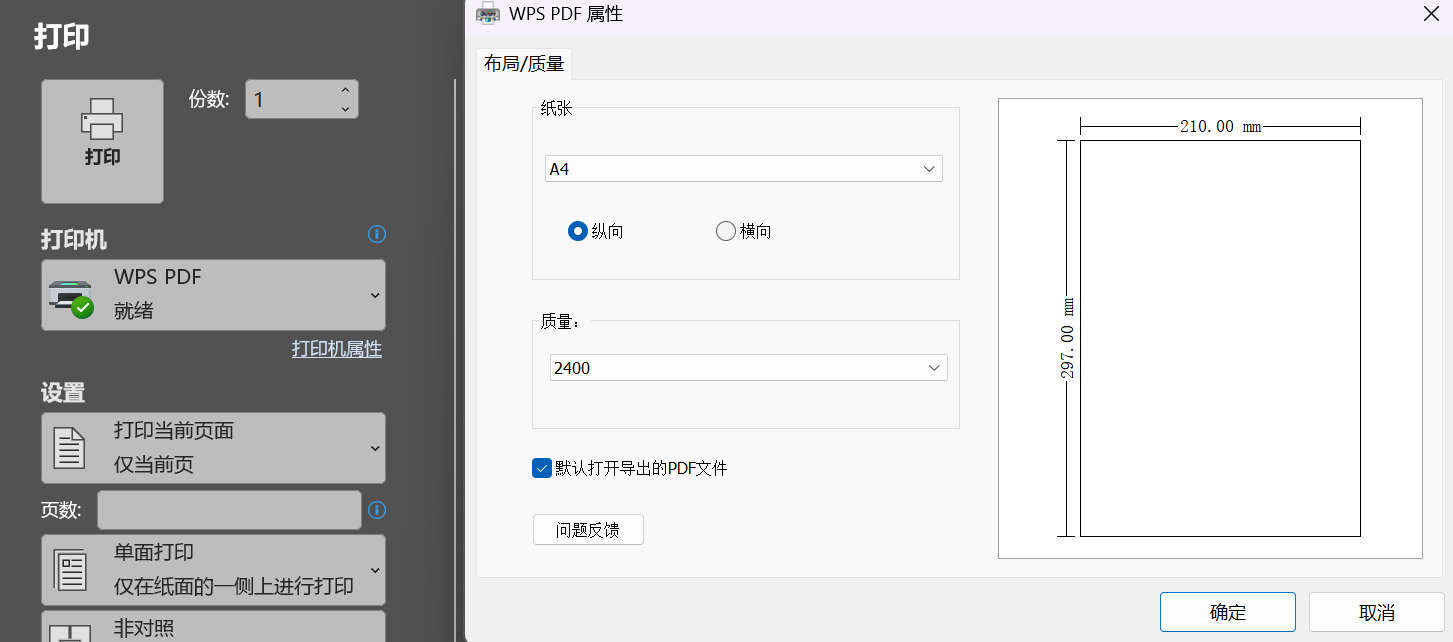 打印
打印
份数:
1
打印机
WPS PDF
就绪
打印机属性
设置
打印当前页面
仅当前页
页数:
单面打印
仅在纸面的一侧上进行打印
非对照
WPS PDF 属性
布局/质量
纸张
A4
纵向
横向
质量：
2400
默认打开导出的PDF文件
问题反馈
210.00 mm
297.00 mm
确定
取消